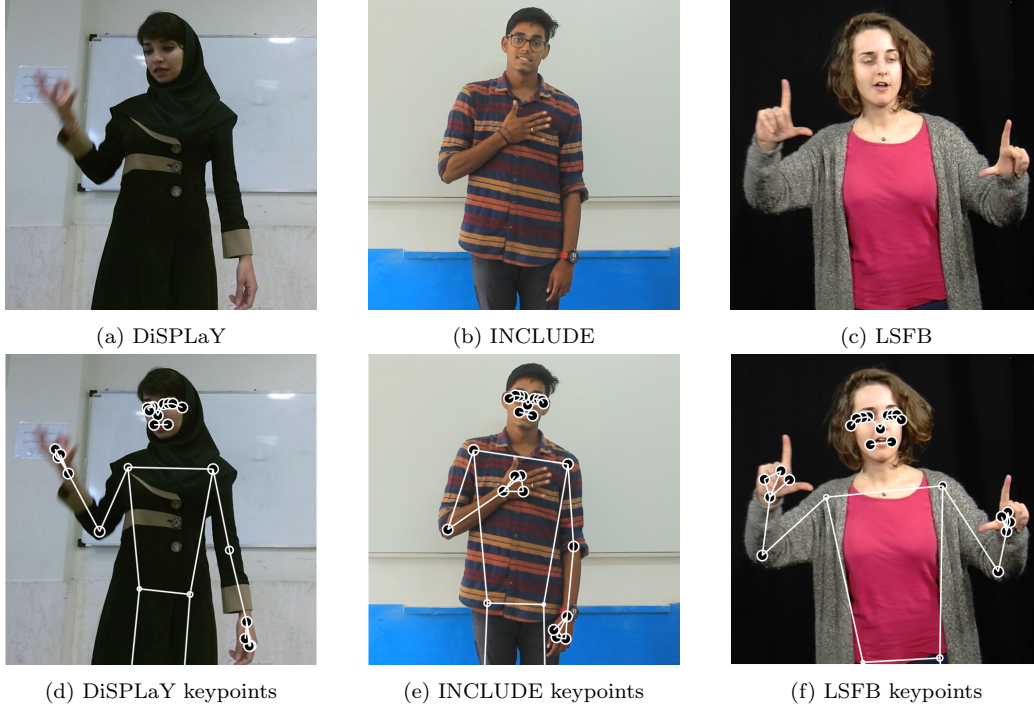 (a) DiSPLaY
(b) INCLUDE
(c) LSFB
(d) DiSPLaY keypoints
(e) INCLUDE keypoints
(f) LSFB keypoints